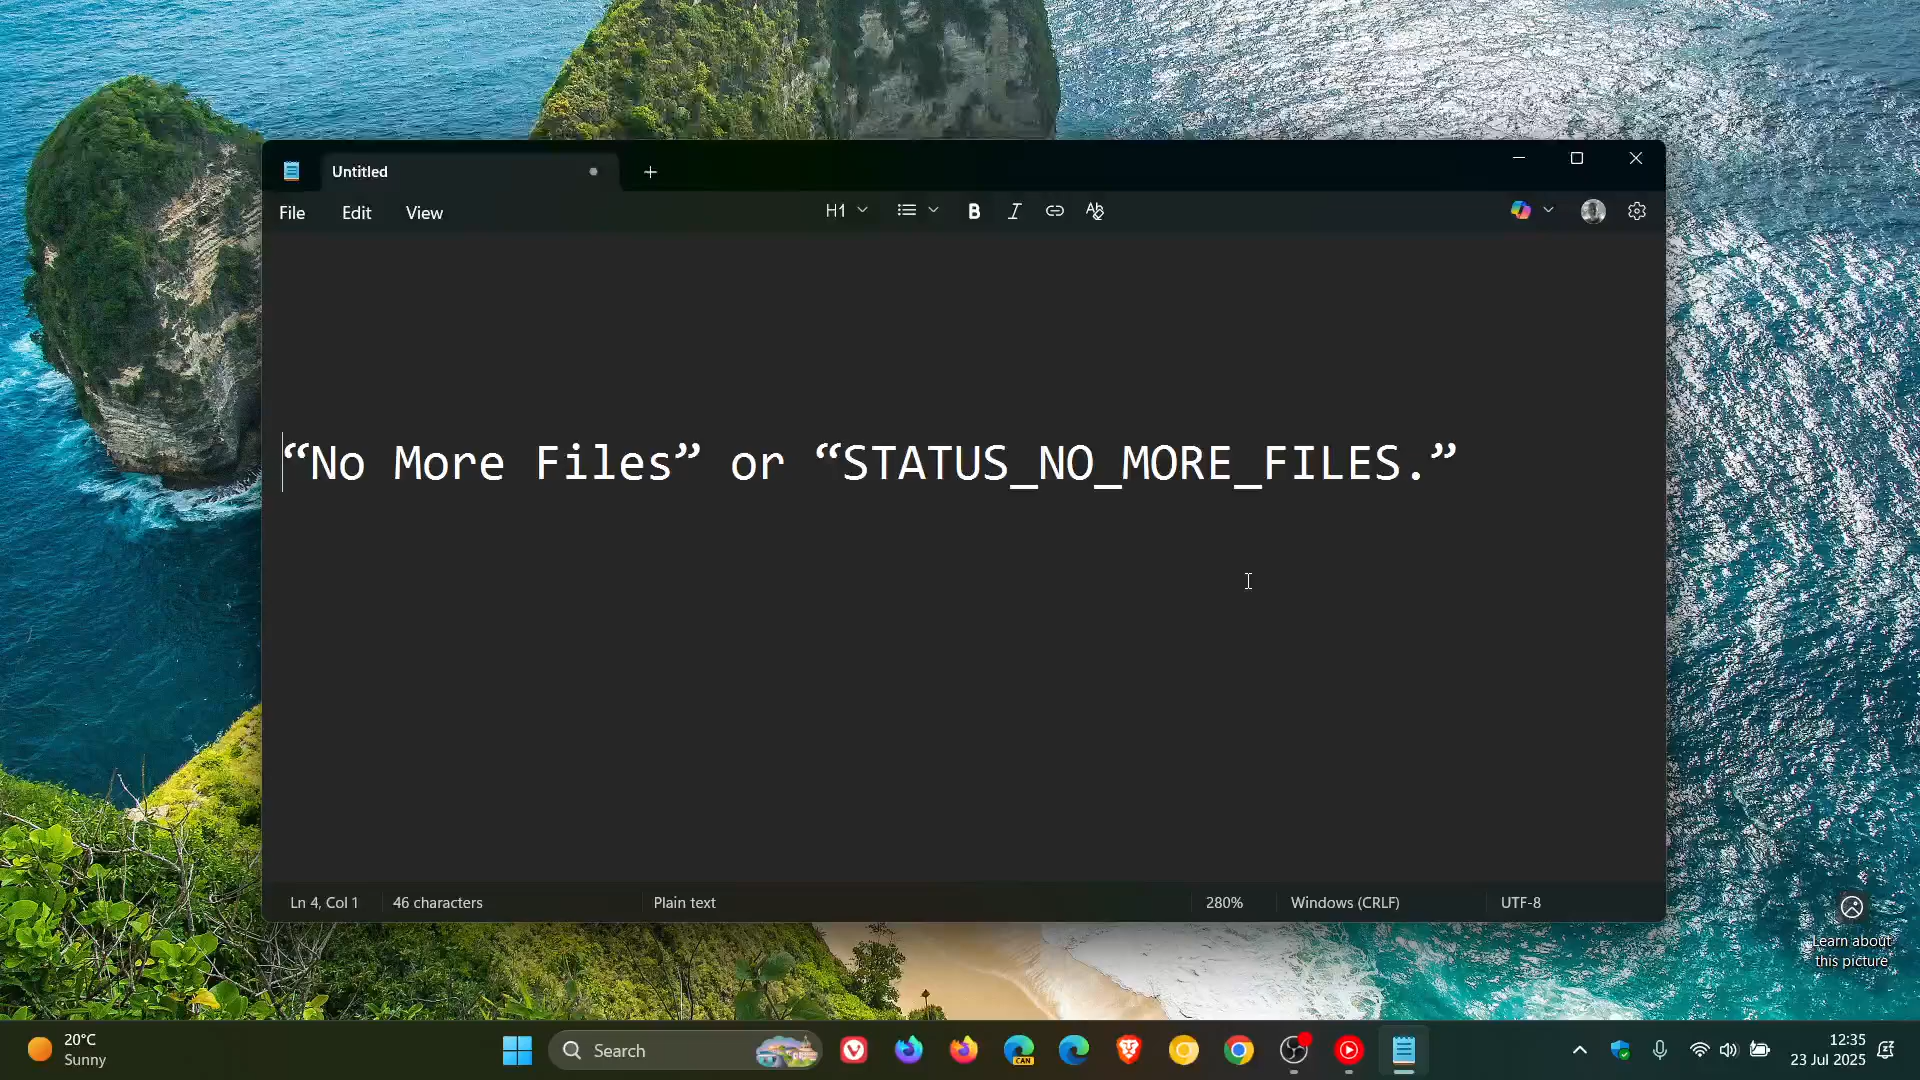 Untitled
File Edit View
H1
“No More Files” or “STATUS_NO_MORE_FILES.”
Ln 4, Col 1 46 characters Plain text 280% Windows (CRLF) UTF-8
Learn about
this picture
20°C
Sunny
Search
CAN
12:35
23 Jul 2025